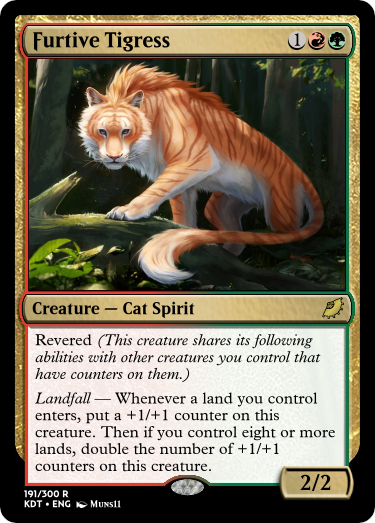 Furtive Tigress 1
Revered (This creature shares its following
abilities with other creatures you control that
have counters on them.)
Landfall — Whenever a land you control
enters, put a +1/+1 counter on this
creature. Then if you control eight or more
lands, double the number of +1/+1
counters on this creature.
Creature — Cat Spirit
2/2
191/300 R
KDT • ENG Muns11